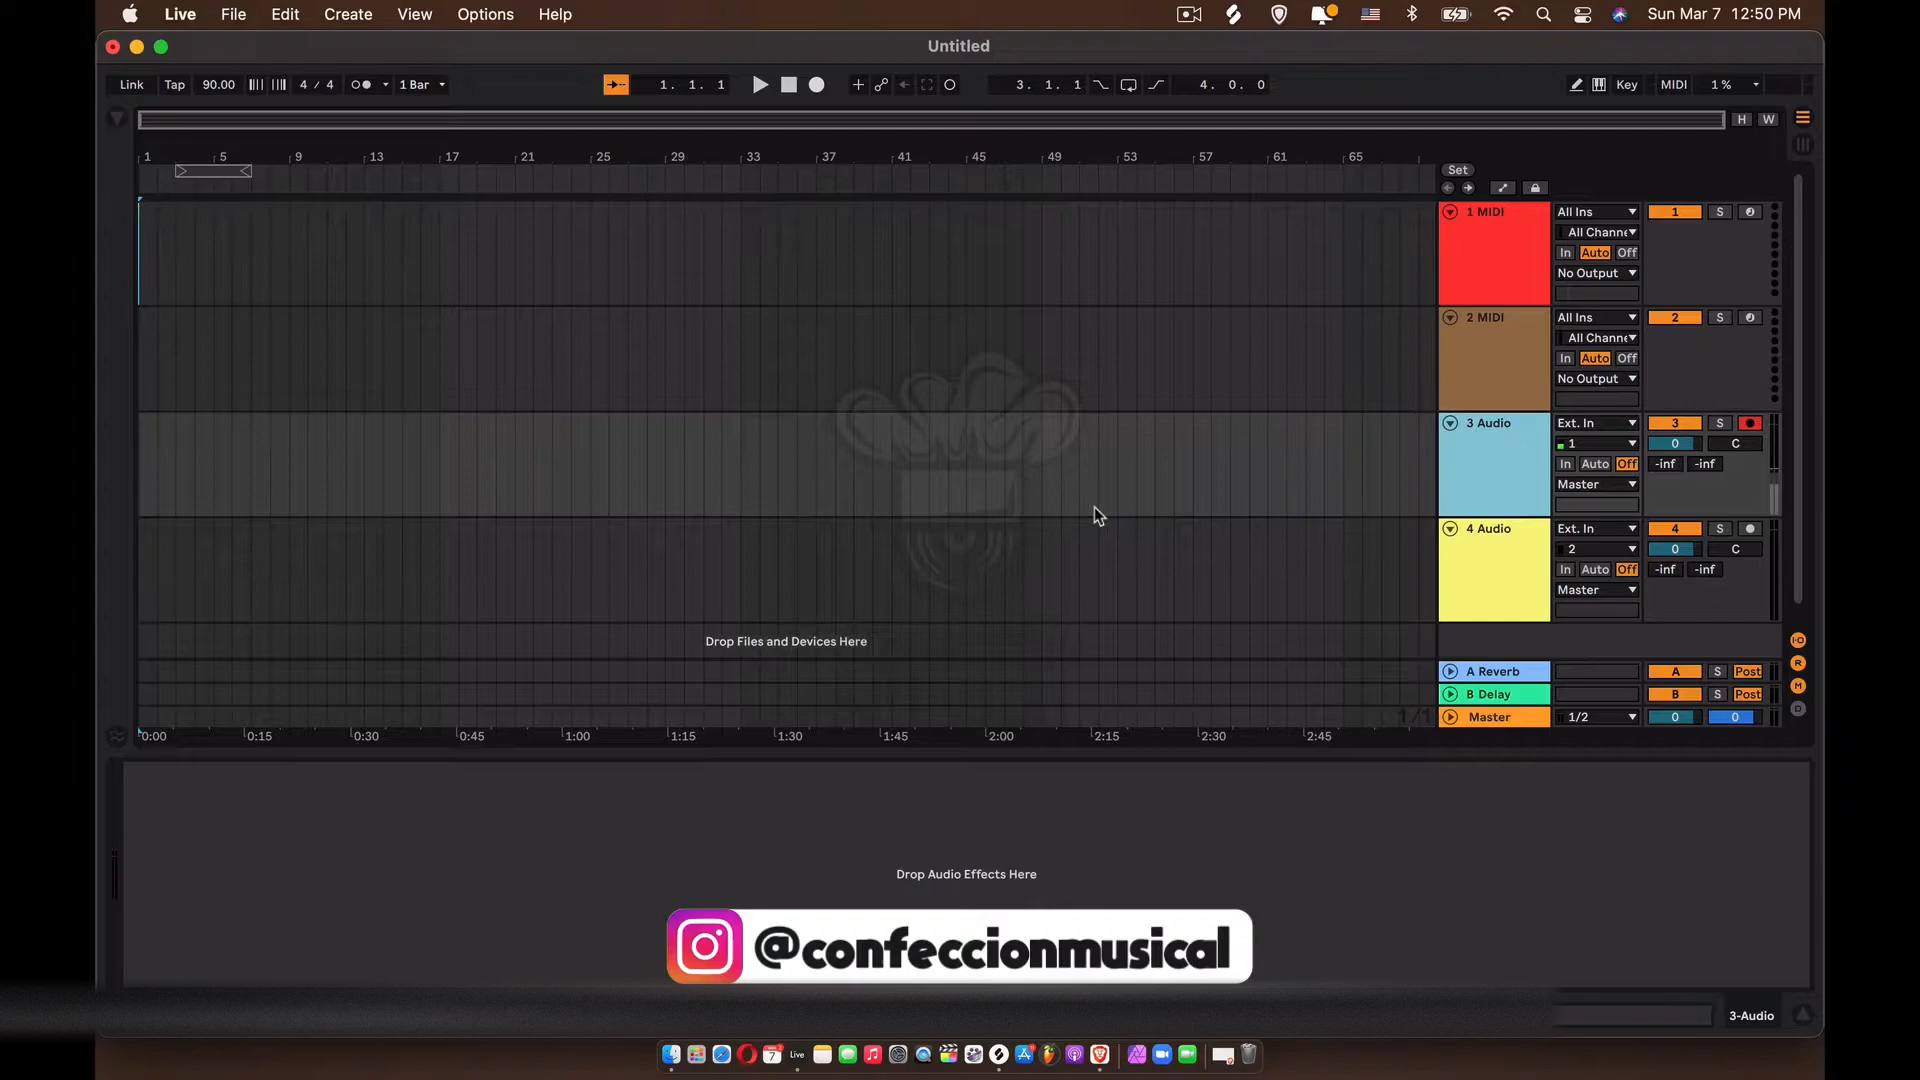 Live File Edit Create View Options Help Sun Mar 7 12:50 PM
Untitled
Link Tap 90.00 4 / 4 1 Bar 1. 1. 1 3. 1. 1 4. 0. 0 Key MIDI 1 %
H W
1 5 9 13 17 21 25 29 33 37 41 45 49 53 57 61 65
Set
1 MIDI All Ins 1 S
All Channe
In Auto Off
No Output
2 MIDI All Ins 2 S
All Channe
In Auto Off
No Output
3 Audio Ext. In 3 S
1 0 C
In Auto Off -inf -inf
Master
4 Audio Ext. In 4 S
2 0 C
In Auto Off -inf -inf
Master
Drop Files and Devices Here
A Reverb A S Post
B Delay B S Post
1/1 Master 1/2 0 0
0:00 0:15 0:30 0:45 1:00 1:15 1:30 1:45 2:00 2:15 2:30 2:45
Drop Audio Effects Here
@confeccionmusical
3-Audio
7 Live